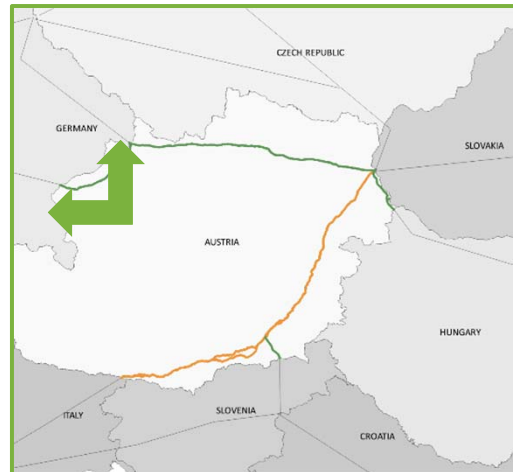 CZECH REPUBLIC
GERMANY
SLOVAKIA
AUSTRIA
HUNGARY
ITALY
SLOVENIA
CROATIA